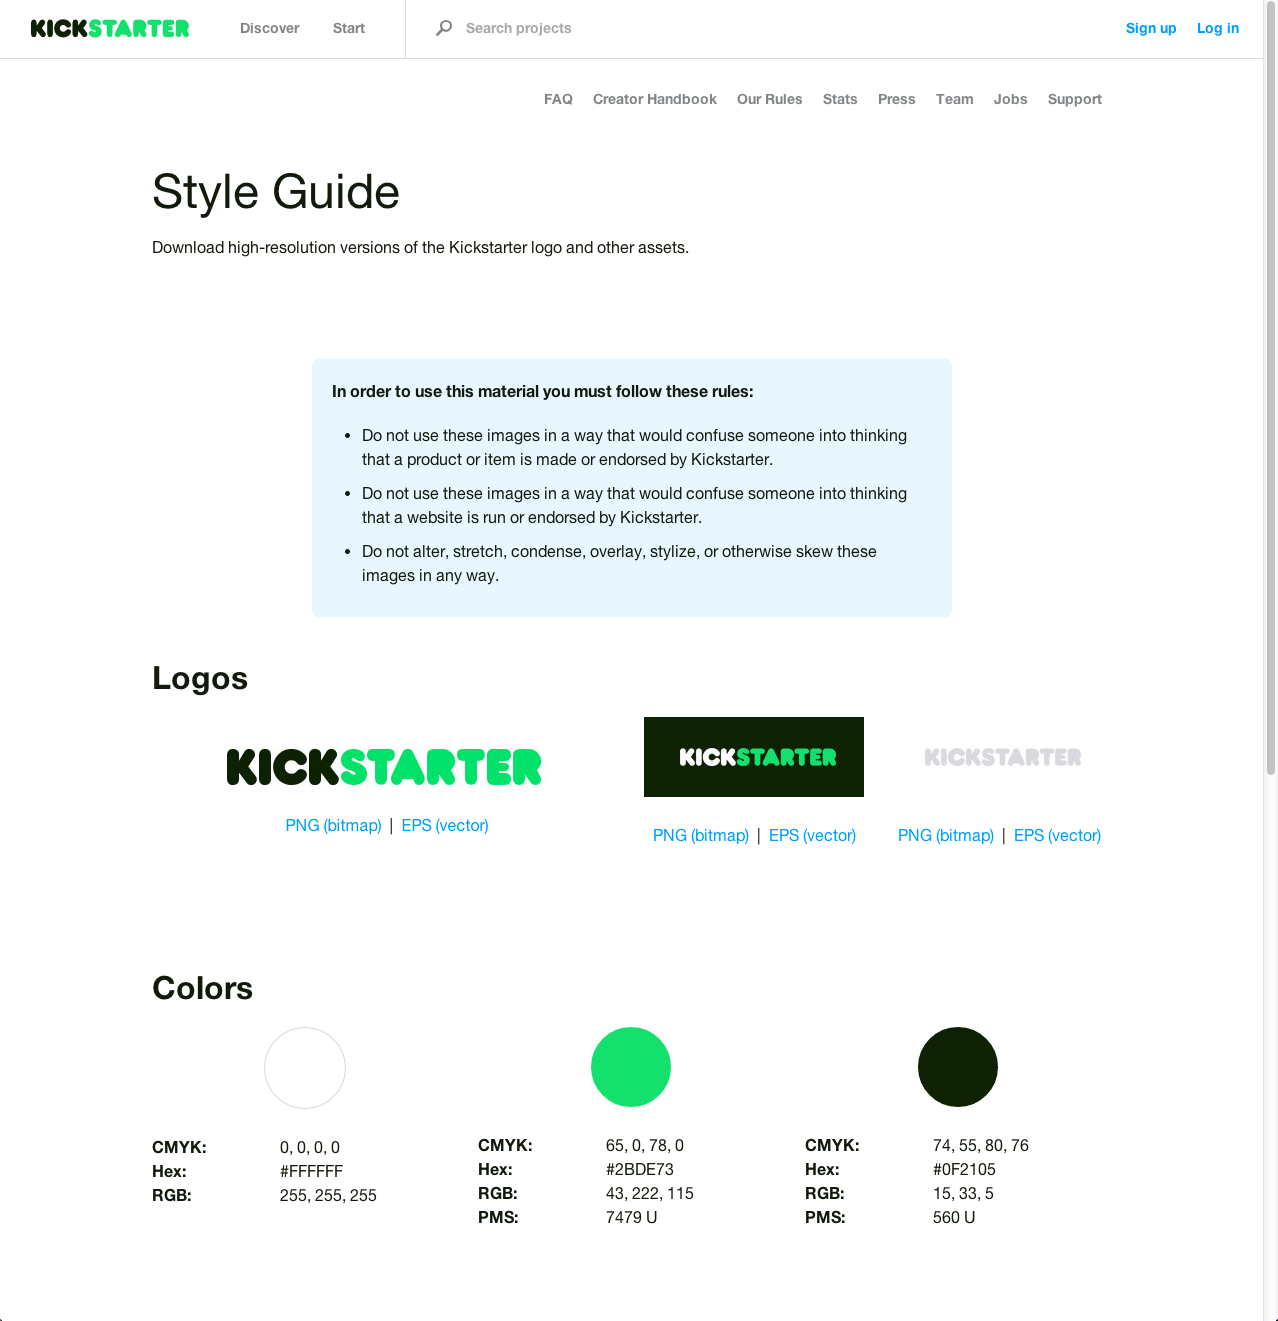 KICKSTARTER Discover Start Search projects Sign up Log in
FAQ Creator Handbook Our Rules Stats Press Team Jobs Support
Style Guide
Download high-resolution versions of the Kickstarter logo and other assets.
In order to use this material you must follow these rules:
• Do not use these images in a way that would confuse someone into thinking
that a product or item is made or endorsed by Kickstarter.
• Do not use these images in a way that would confuse someone into thinking
that a website is run or endorsed by Kickstarter.
• Do not alter, stretch, condense, overlay, stylize, or otherwise skew these
images in any way.
Logos
KICKSTARTER
PNG (bitmap) | EPS (vector)
KICKSTARTER
PNG (bitmap) | EPS (vector)
KICKSTARTER
PNG (bitmap) | EPS (vector)
Colors
CMYK: 0, 0, 0, 0
Hex: #FFFFFF
RGB: 255, 255, 255
CMYK: 65, 0, 78, 0
Hex: #2BDE73
RGB: 43, 222, 115
PMS: 7479 U
CMYK: 74, 55, 80, 76
Hex: #0F2105
RGB: 15, 33, 5
PMS: 560 U